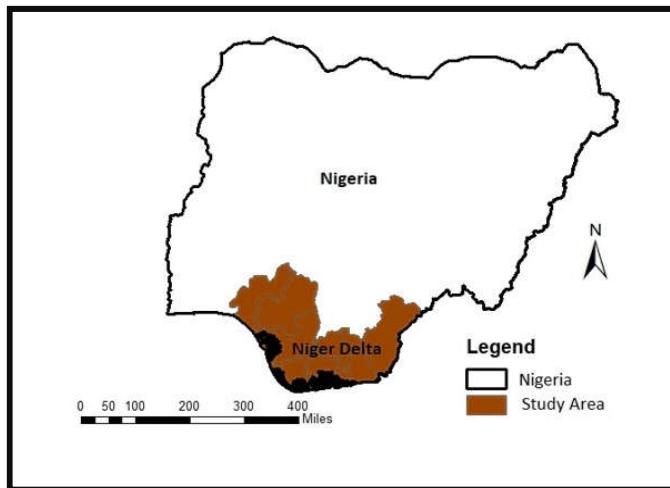 Nigeria
N
Niger Delta
Legend
Nigeria
Study Area
0 50 100 200 300 400
Miles